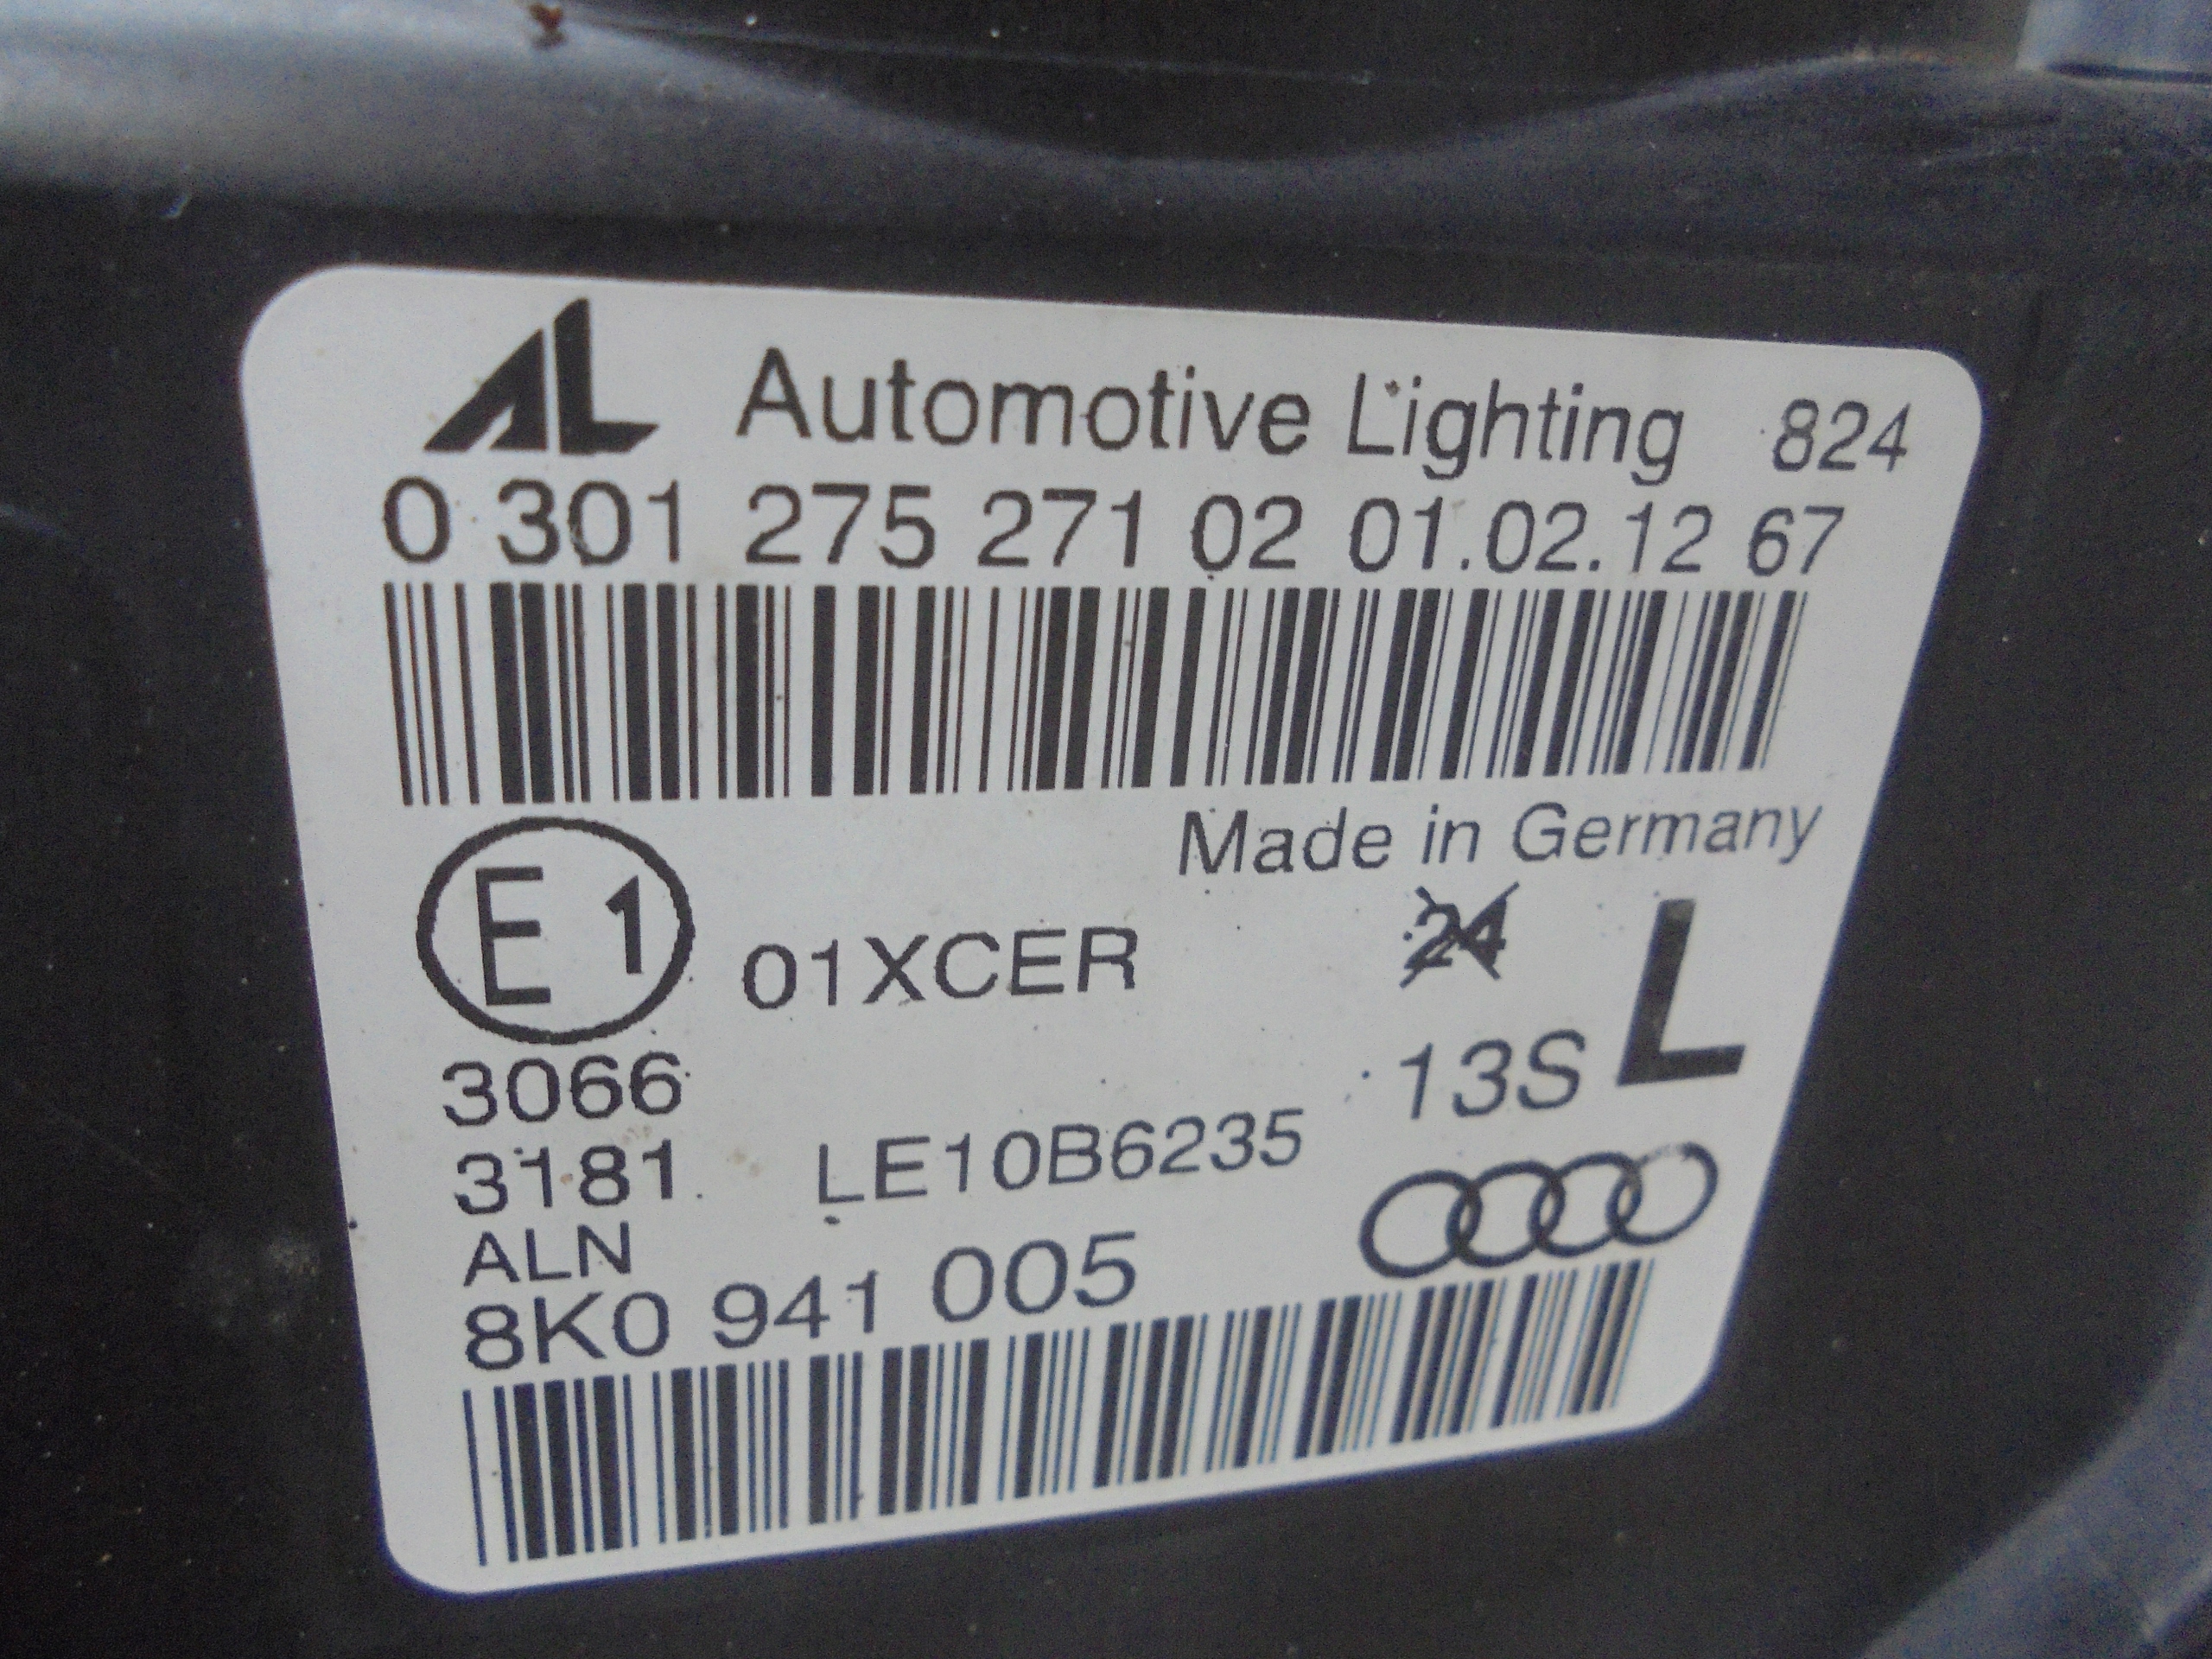 AL Automotive Lighting 824
0 301 275 271 02 01.02.12 67
Made in Germany
E1 01XCER 24 L
3066 13S
3181 LE10B6235
ALN
8K0 941 005